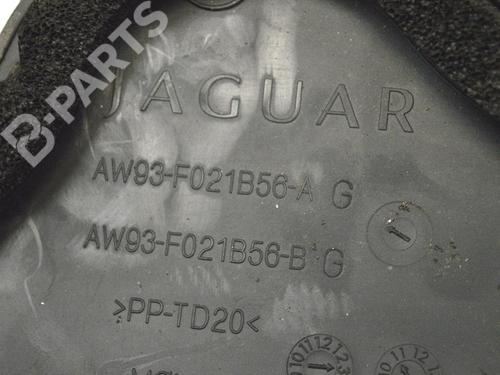 B-PARTS
JAGUAR
AW93-F021B56-A G
AW93-F021B56-B G
>PP-TD20<